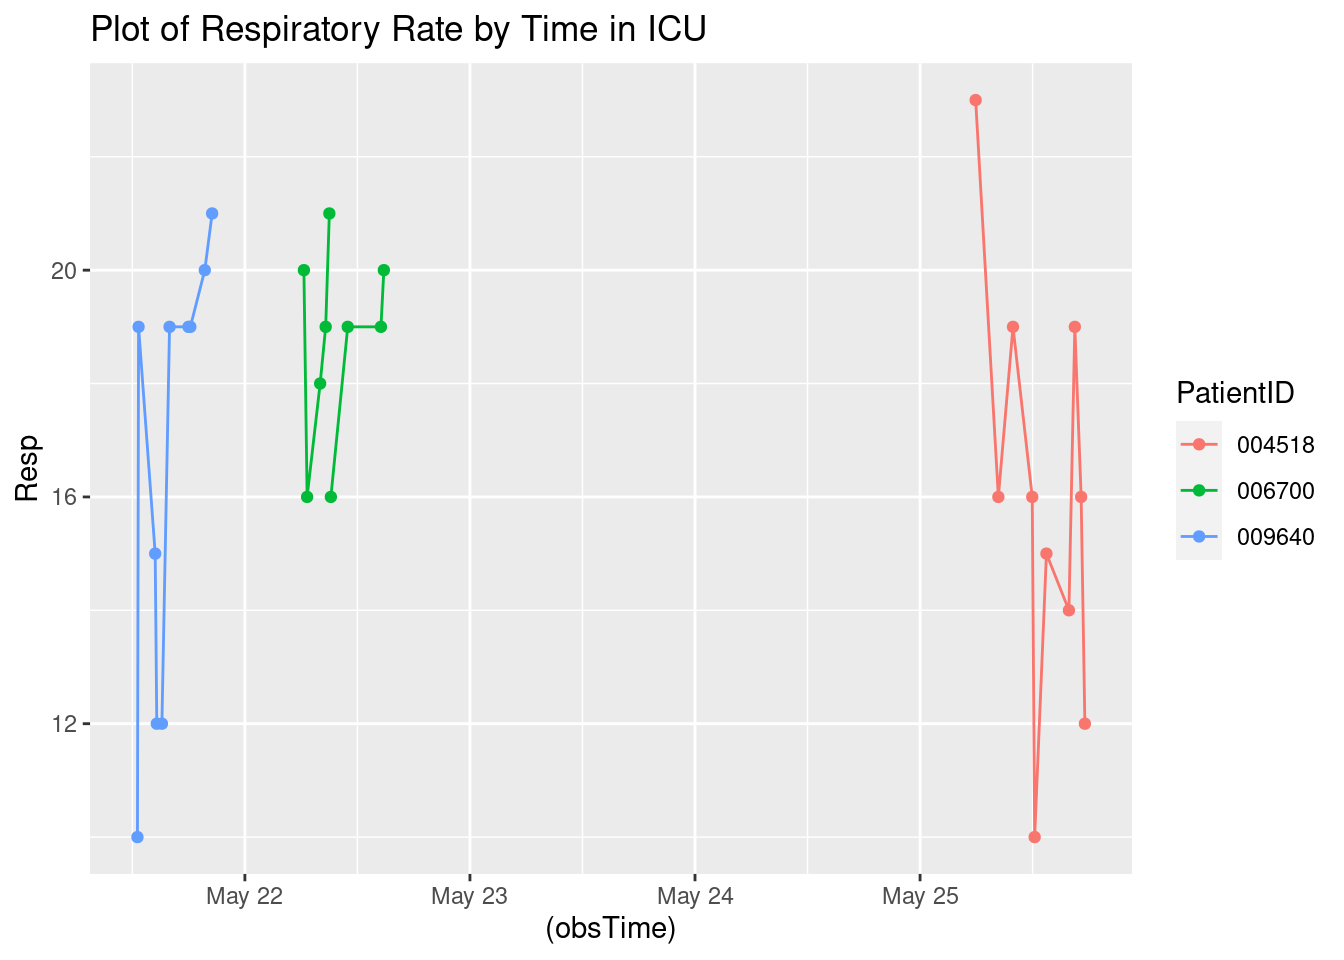 Plot of Respiratory Rate by Time in ICU
Resp
20
16
12
May 22
May 23
May 24
May 25
(obsTime)
PatientID
004518
006700
009640